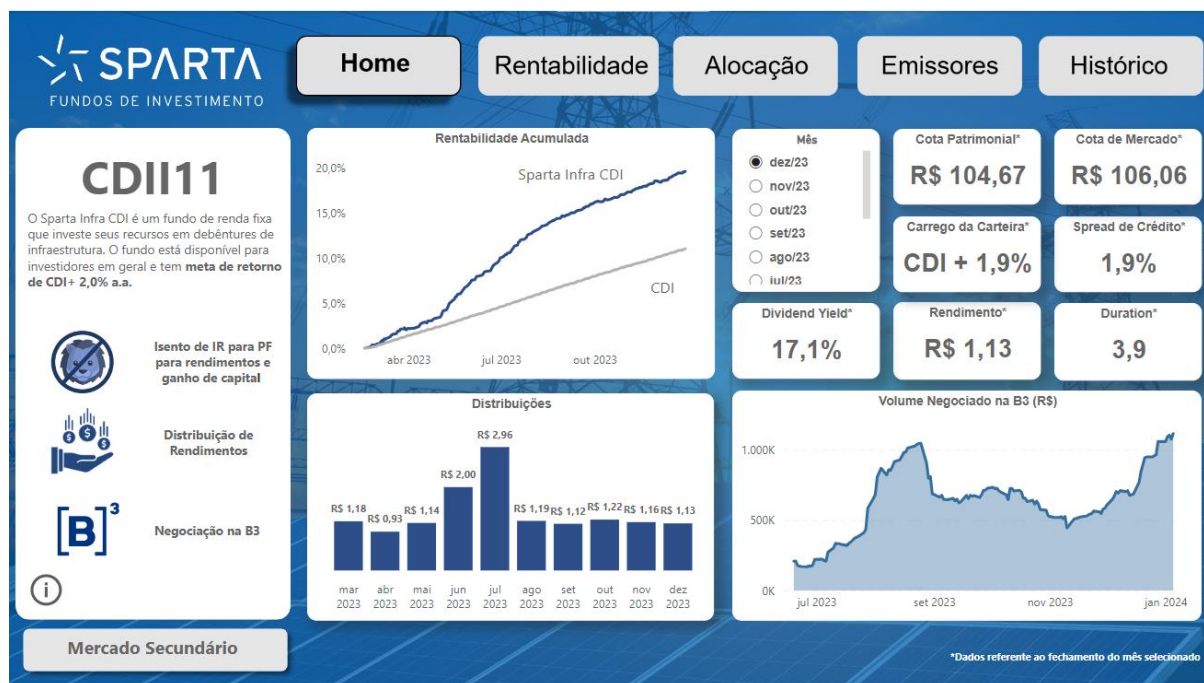 SPARTA
FUNDOS DE INVESTIMENTO
Home
Rentabilidade
Alocação
Emissores
Histórico
CDII11
O Sparta Infra CDI é um fundo de renda fixa
que investe seus recursos em debêntures de
infraestrutura. O fundo está disponível para
investidores em geral e tem meta de retorno
de CDI+ 2,0% a.a.
Isento de IR para PF
para rendimentos e
ganho de capital
Distribuição de
Rendimentos
[B]³
Negociação na B3
i
Mercado Secundário
Rentabilidade Acumulada
20,0%
15,0%
10,0%
5,0%
0,0%
Sparta Infra CDI
CDI
abr 2023 jul 2023 out 2023
Distribuições
R$ 1,18 R$ 0,93 R$ 1,14 R$ 2,00 R$ 2,96 R$ 1,19 R$ 1,12 R$ 1,22 R$ 1,16 R$ 1,13
mar abr mai jun jul ago set out nov dez
2023 2023 2023 2023 2023 2023 2023 2023 2023 2023
Mês
dez/23
nov/23
out/23
set/23
ago/23
jul/23
Cota Patrimonial*
R$ 104,67
Cota de Mercado*
R$ 106,06
Carrego da Carteira*
CDI + 1,9%
Spread de Crédito*
1,9%
Dividend Yield*
17,1%
Rendimento*
R$ 1,13
Duration*
3,9
Volume Negociado na B3 (R$)
1.000K
500K
0K
jul 2023 set 2023 nov 2023 jan 2024
*Dados referente ao fechamento do mês selecionado